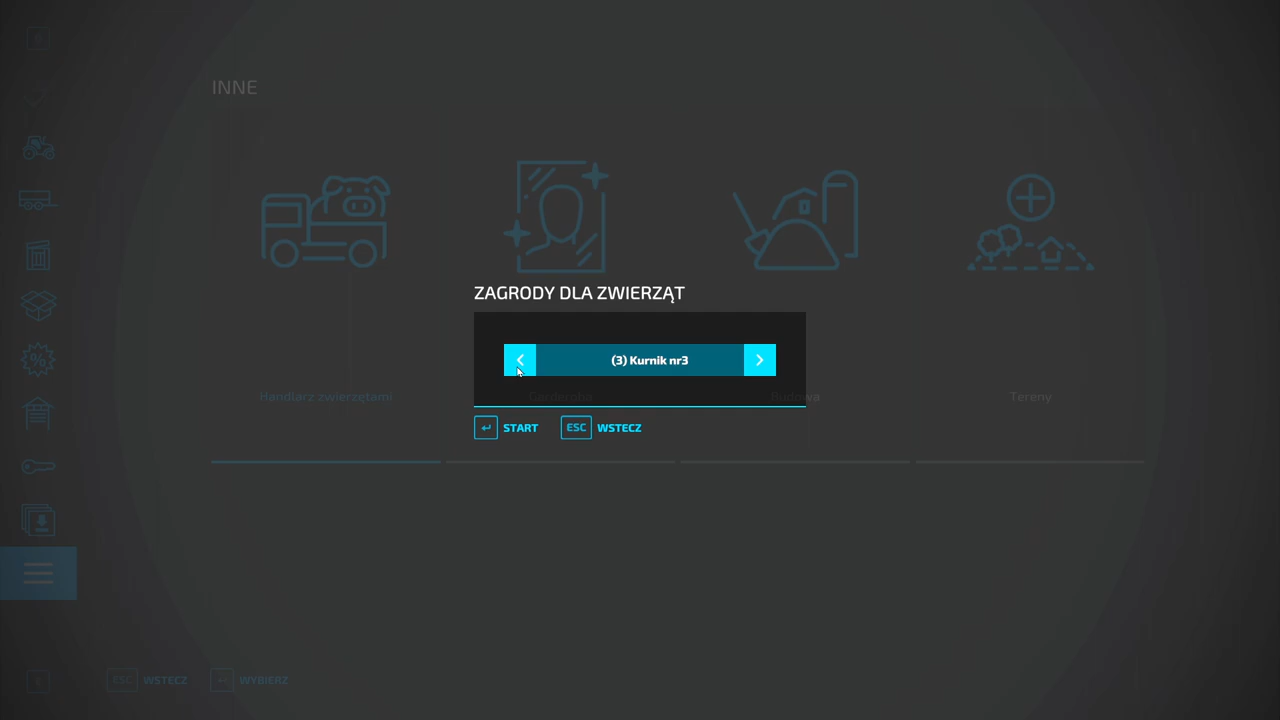 INNE
ZAGRODY DLA ZWIERZĄT
(3) Kurnik nr3
Handlarz zwierzętami
Garderoba
Budowa
Tereny
START
ESC WSTECZ
ESC WSTECZ
WYBIERZ